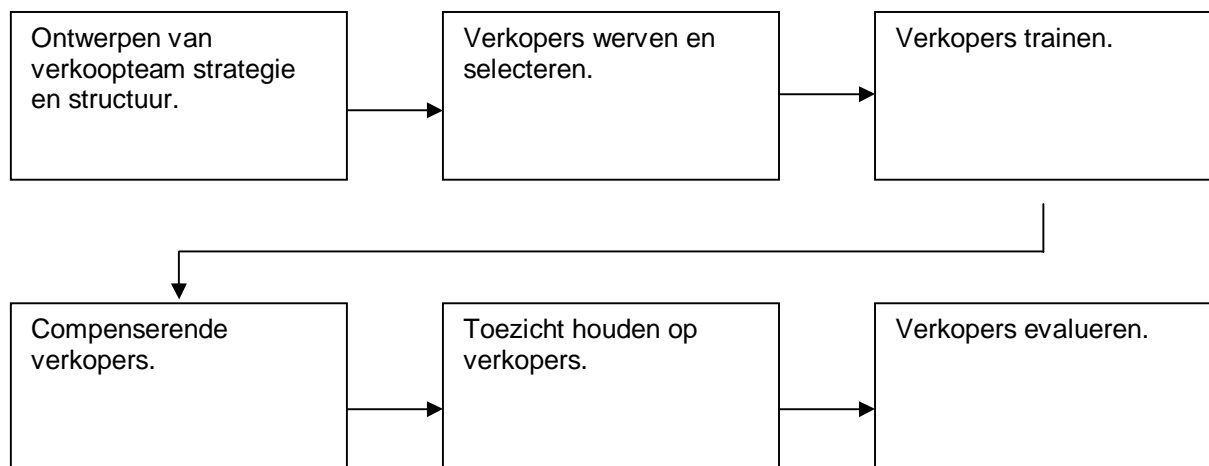 Ontwerpen van
verkoopteam strategie
en structuur.
Verkopers werven en
selecteren.
Verkopers trainen.
Compenserende
verkopers.
Toezicht houden op
verkopers.
Verkopers evalueren.